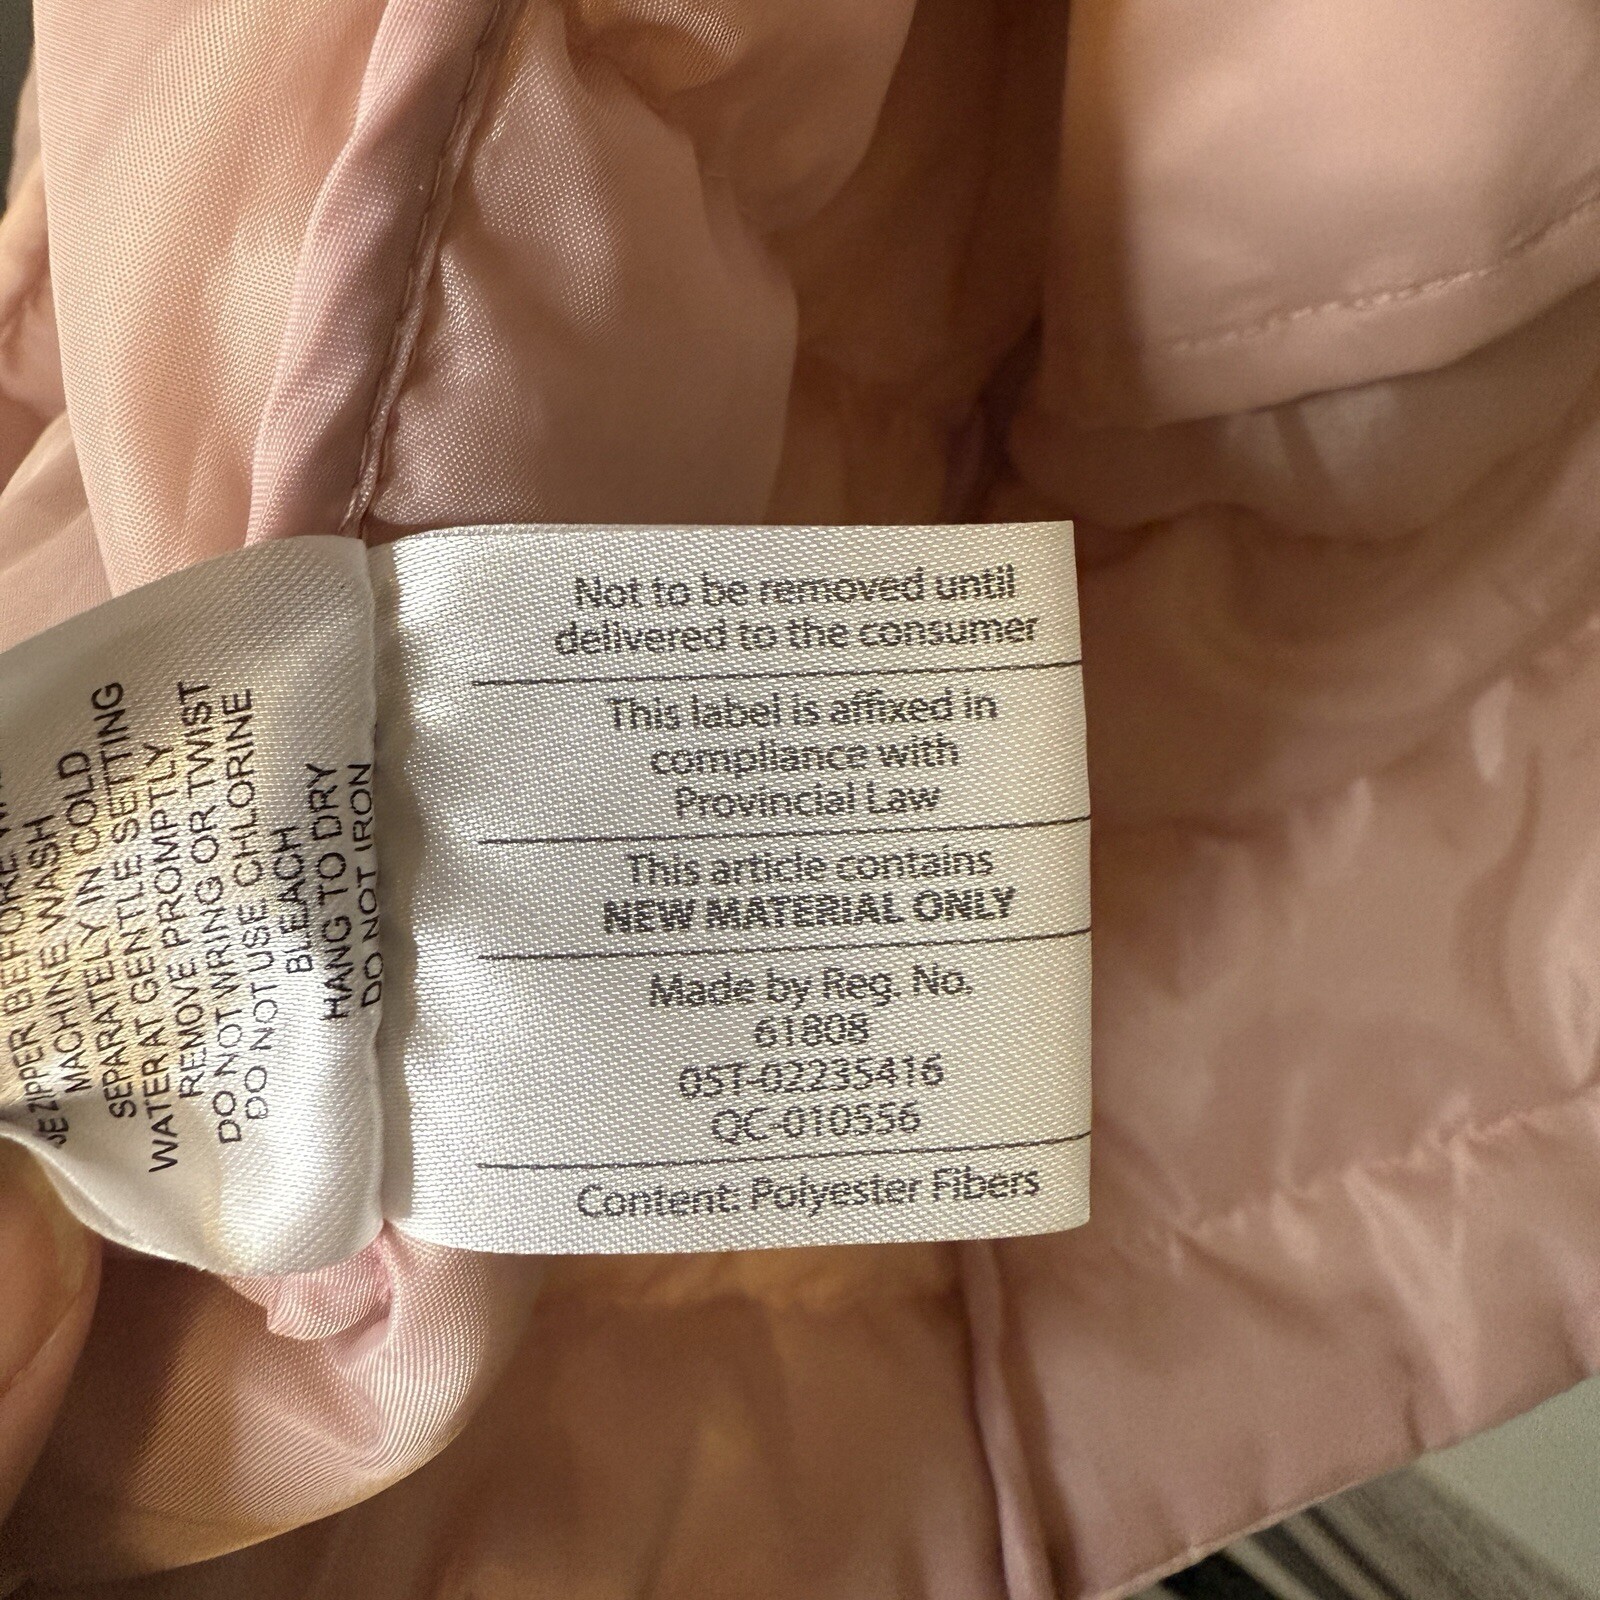 ZIPPER BEFORE
MACHINE WASH
SEPARATELY IN COLD
WATER AT GENTLE SETTING
REMOVE PROMPTLY
DO NOT WRING OR TWIST
DO NOT USE CHLORINE
BLEACH
HANG TO DRY
DO NOT IRON
Not to be removed until
delivered to the consumer
This label is affixed in
compliance with
Provincial Law
This article contains
NEW MATERIAL ONLY
Made by Reg. No.
61808
05T-02235416
QC-010556
Content: Polyester Fibers